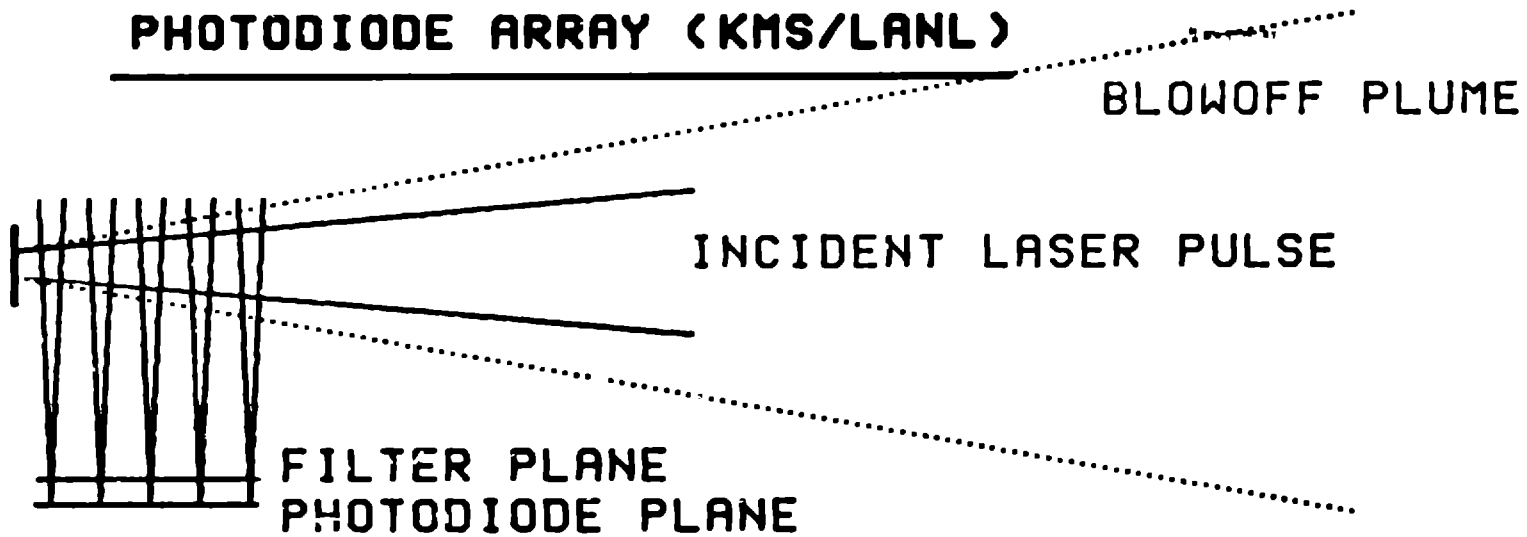 PHOTODIODE ARRAY (KMS/LANL)
BLOWOFF PLUME
INCIDENT LASER PULSE
FILTER PLANE
PHOTODIODE PLANE